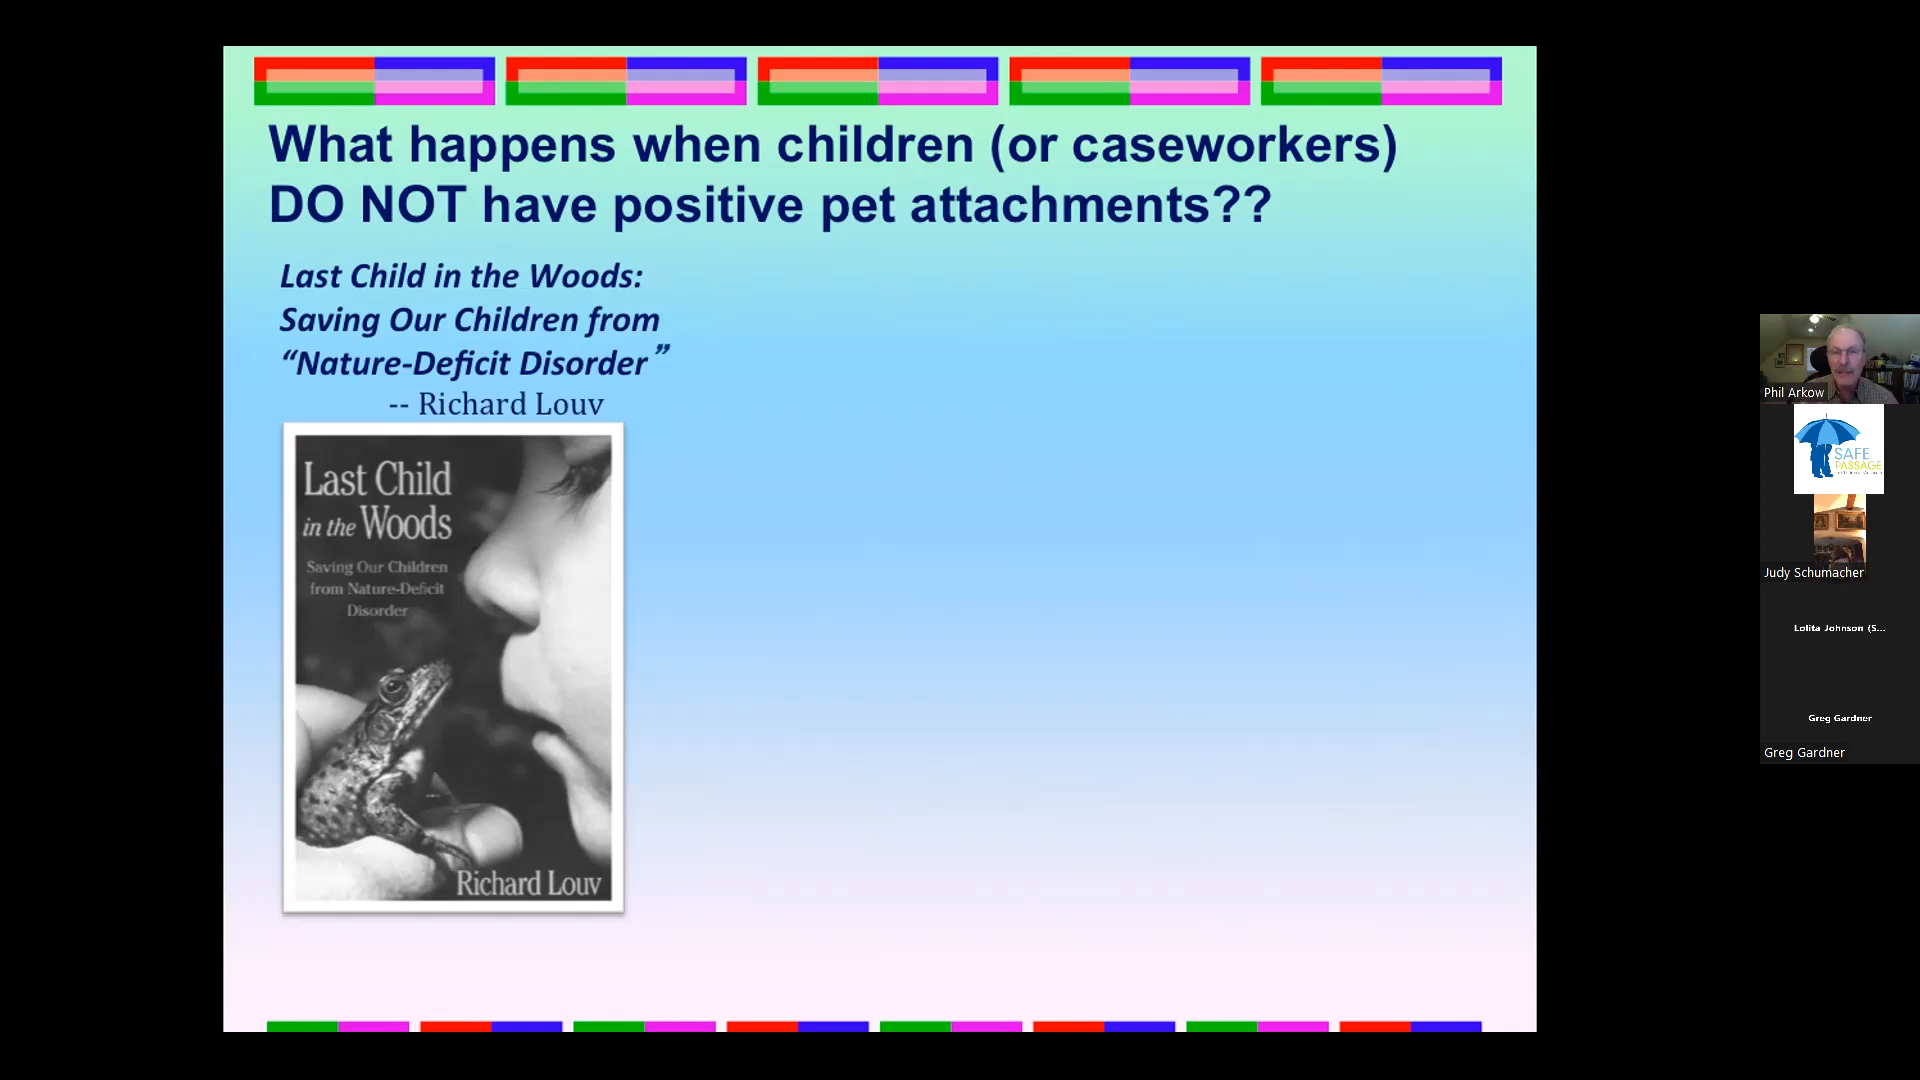 What happens when children (or caseworkers)
DO NOT have positive pet attachments??
Last Child in the Woods:
Saving Our Children from
“Nature-Deficit Disorder”
-- Richard Louv
Last Child
in the Woods
Saving Our Children
from Nature-Deficit
Disorder
Richard Louv
Phil Arkow
SAFE
PASSAGE
Judy Schumacher
Lolita Johnson (S...
Greg Gardner
Greg Gardner